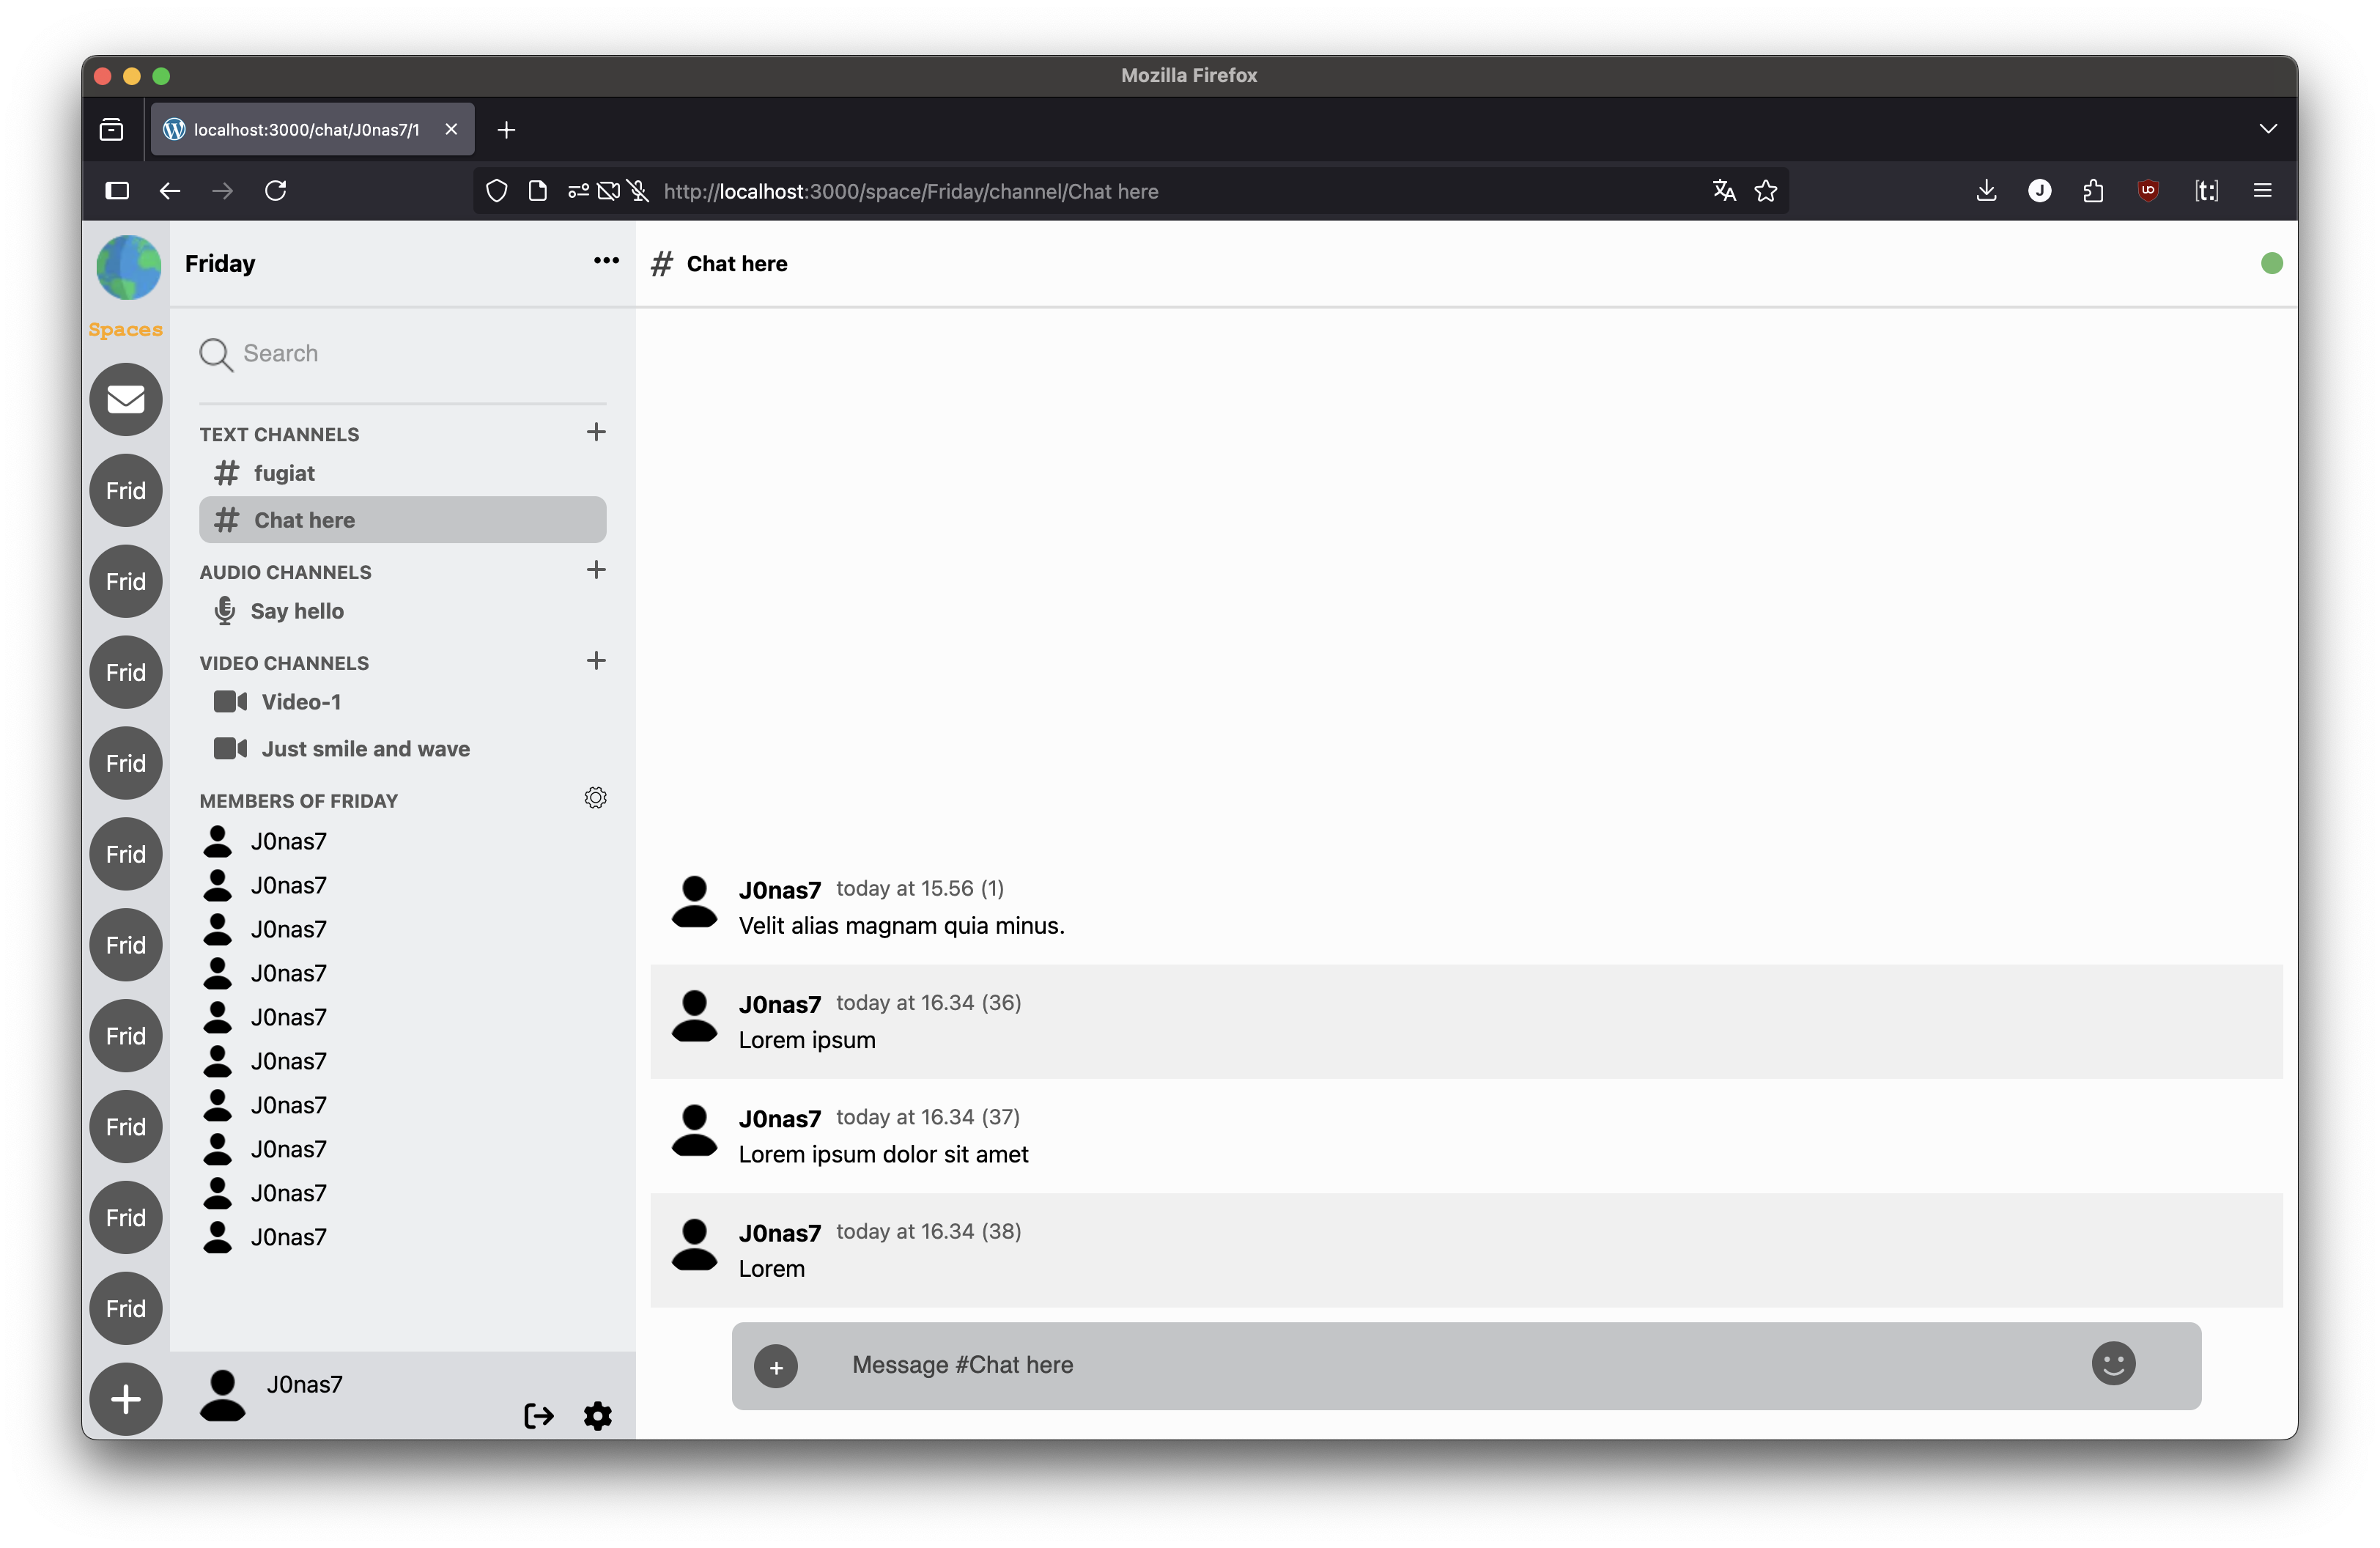 Mozilla Firefox
localhost:3000/chat/J0nas7/1
http://localhost:3000/space/Friday/channel/Chat here
J
[t:]
Spaces
Frid
Frid
Frid
Frid
Frid
Frid
Frid
Frid
Frid
Frid
Friday
Search
TEXT CHANNELS
# fugiat
# Chat here
AUDIO CHANNELS
Say hello
VIDEO CHANNELS
Video-1
Just smile and wave
MEMBERS OF FRIDAY
J0nas7
J0nas7
J0nas7
J0nas7
J0nas7
J0nas7
J0nas7
J0nas7
J0nas7
J0nas7
J0nas7
# Chat here
J0nas7 today at 15.56 (1)
Velit alias magnam quia minus.
J0nas7 today at 16.34 (36)
Lorem ipsum
J0nas7 today at 16.34 (37)
Lorem ipsum dolor sit amet
J0nas7 today at 16.34 (38)
Lorem
Message #Chat here